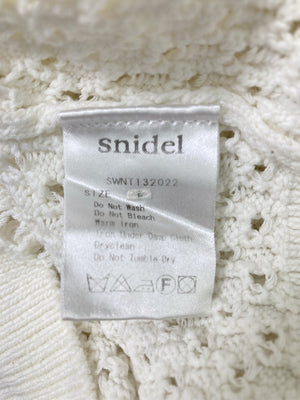 snidel
SWNT132022
SIZE F
Do Not Wash
Do Not Bleach
Warm Iron
Iron Under Damp Cloth
Dryclean
Do Not Tumble Dry
F